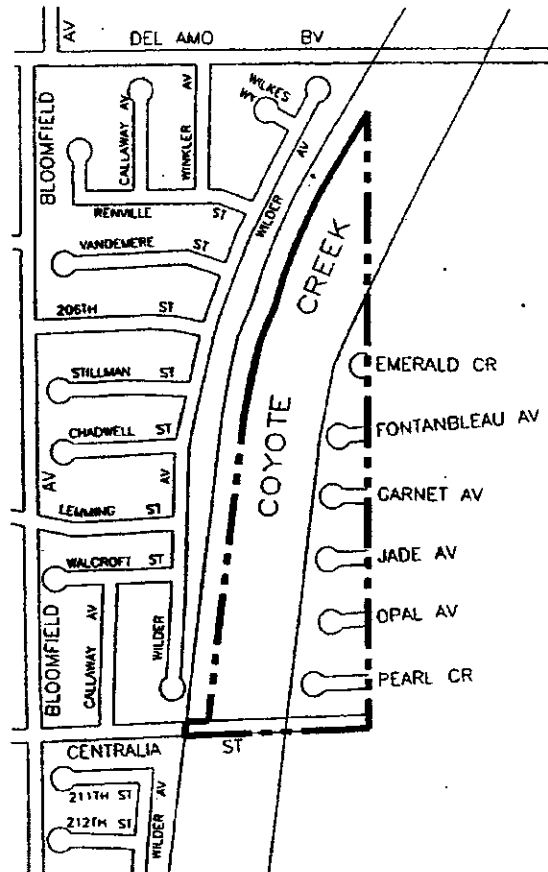 AV
DEL AMO BV
BLOOMFIELD
CALLAWAY AV
WINKLER AV
WILKES WY
WILDER AV
RENVILLE ST
VANDEMERE ST
206TH ST
STILLMAN ST
CHADWELL ST
AV
AV
LEMMING ST
WALCROFT ST
BLOOMFIELD
CALLAWAY AV
WILDER
COYOTE CREEK
EMERALD CR
FONTANBLEAU AV
GARNET AV
JADE AV
OPAL AV
PEARL CR
CENTRALIA ST
211TH ST
212TH ST
WILDER AV